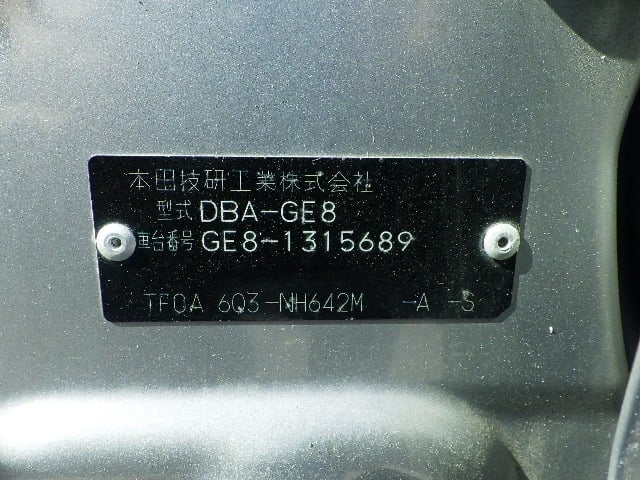 本田技研工業株式会社
型式 DBA-GE8
車台番号 GE8-1315689
TF0A 6Q3-NH642M -A -S